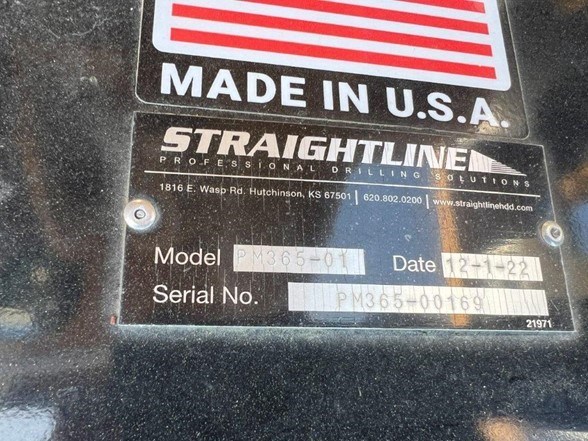 MADE IN U.S.A.
STRAIGHTLINE
PROFESSIONAL DRILLING SOLUTIONS
1816 E. Wasp Rd. Hutchinson, KS 67501 | 620.802.0200 | www.straightlinehdd.com
Model PM365-01 Date 12-1-22
Serial No. PM365-00169
21971